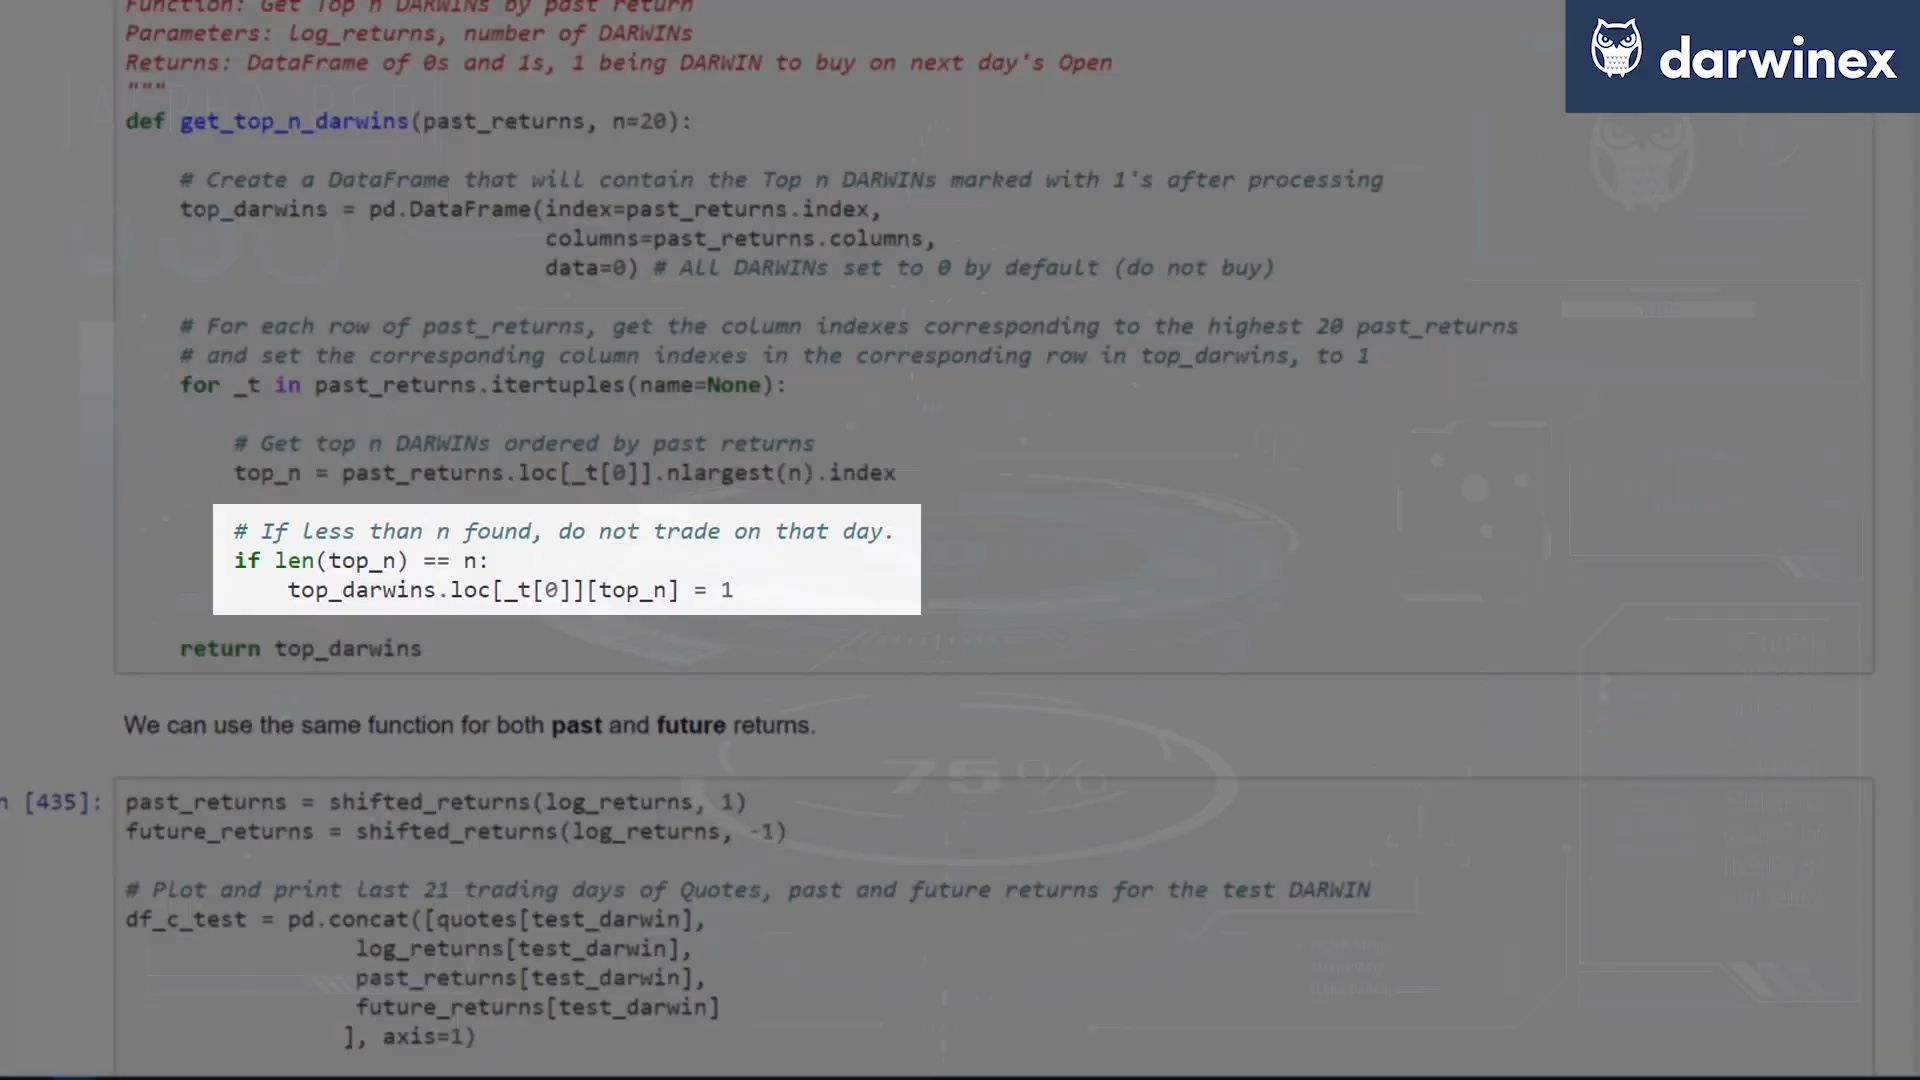 Function: Get Top n DARWINs by past return
Parameters: log_returns, number of DARWINs
Returns: DataFrame of 0s and 1s, 1 being DARWIN to buy on next day's Open
"""
darwinex
def get_top_n_darwins(past_returns, n=20):
# Create a DataFrame that will contain the Top n DARWINs marked with 1's after processing
top_darwins = pd.DataFrame(index=past_returns.index,
columns=past_returns.columns,
data=0) # ALL DARWINs set to 0 by default (do not buy)
# For each row of past_returns, get the column indexes corresponding to the highest 20 past_returns
# and set the corresponding column indexes in the corresponding row in top_darwins, to 1
for _t in past_returns.itertuples(name=None):
# Get top n DARWINs ordered by past returns
top_n = past_returns.loc[_t[0]].nlargest(n).index
# If less than n found, do not trade on that day.
if len(top_n) == n:
top_darwins.loc[_t[0]][top_n] = 1
return top_darwins
We can use the same function for both past and future returns.
75%
n [435]:
past_returns = shifted_returns(log_returns, 1)
future_returns = shifted_returns(log_returns, -1)
# Plot and print last 21 trading days of Quotes, past and future returns for the test DARWIN
df_c_test = pd.concat([quotes[test_darwin],
log_returns[test_darwin],
past_returns[test_darwin],
future_returns[test_darwin]
], axis=1)